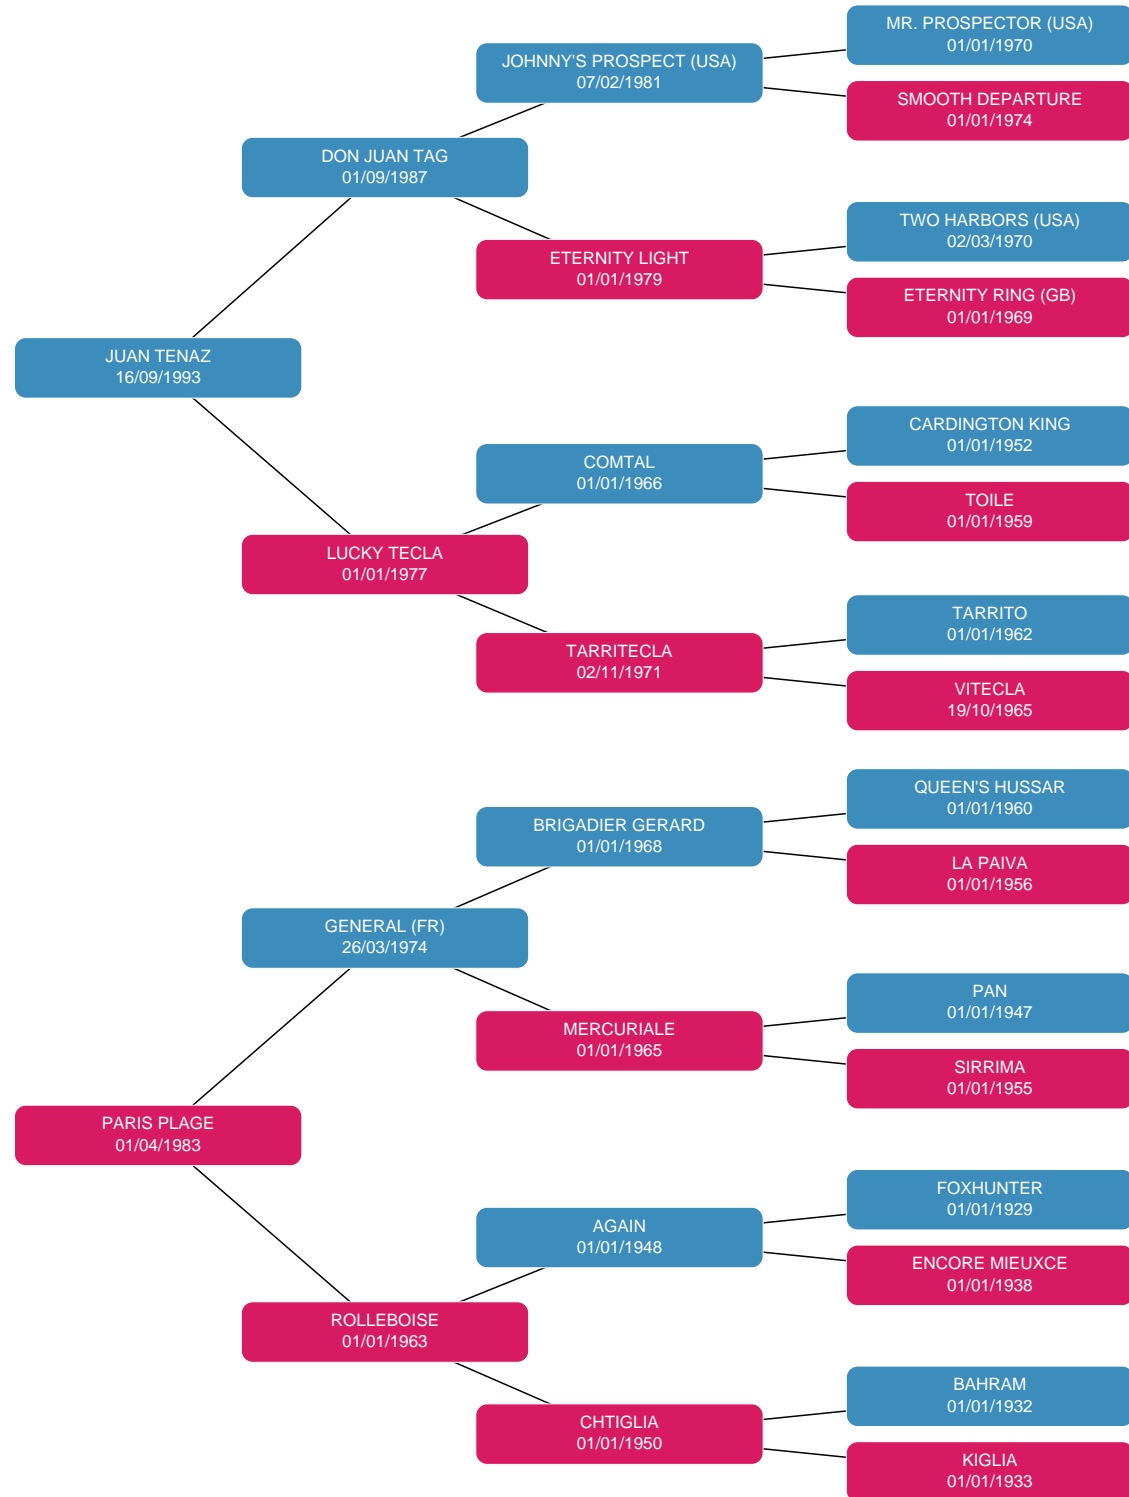 MR. PROSPECTOR (USA)
01/01/1970
JOHNNY'S PROSPECT (USA)
07/02/1981
SMOOTH DEPARTURE
01/01/1974
DON JUAN TAG
01/09/1987
TWO HARBORS (USA)
02/03/1970
ETERNITY LIGHT
01/01/1979
ETERNITY RING (GB)
01/01/1969
JUAN TENAZ
16/09/1993
CARDINGTON KING
01/01/1952
COMTAL
01/01/1966
TOILE
01/01/1959
LUCKY TECLA
01/01/1977
TARRITO
01/01/1962
TARRITECLA
02/11/1971
VITECLA
19/10/1965
QUEEN'S HUSSAR
01/01/1960
BRIGADIER GERARD
01/01/1968
LA PAIVA
01/01/1956
GENERAL (FR)
26/03/1974
PAN
01/01/1947
MERCURIALE
01/01/1965
SIRRIMA
01/01/1955
PARIS PLAGE
01/04/1983
FOXHUNTER
01/01/1929
AGAIN
01/01/1948
ENCORE MIEUXCE
01/01/1938
ROLLEBOISE
01/01/1963
BAHRAM
01/01/1932
CHTIGLIA
01/01/1950
KIGLIA
01/01/1933